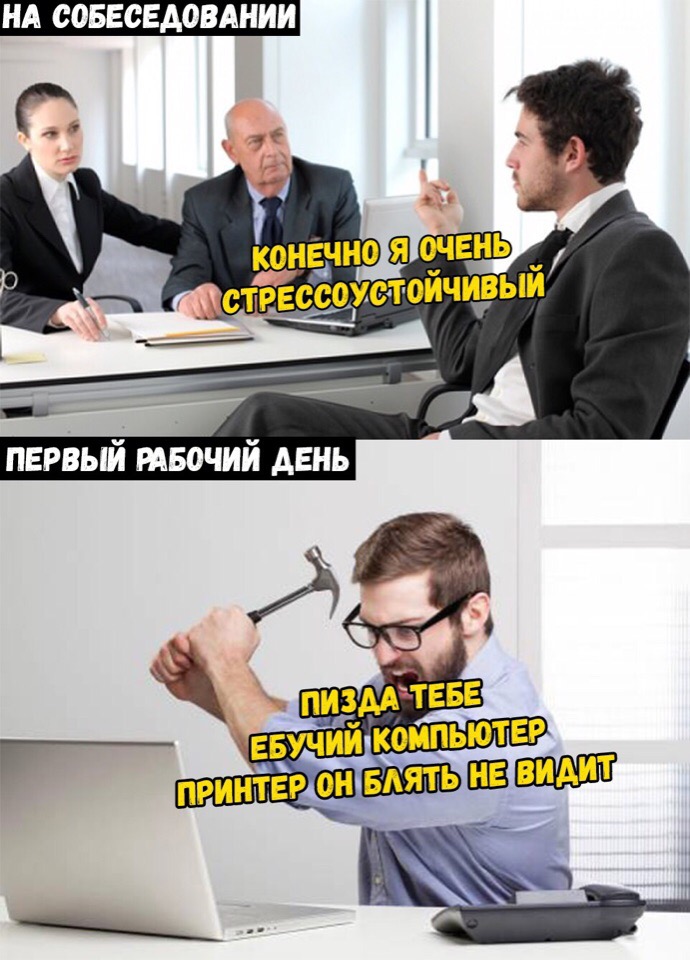 НА СОБЕСЕДОВАНИИ
КОНЕЧНО Я ОЧЕНЬ
СТРЕССОУСТОЙЧИВЫЙ
ПЕРВЫЙ РАБОЧИЙ ДЕНЬ
ПИЗДА ТЕБЕ
ЕБУЧИЙ КОМПЬЮТЕР
ПРИНТЕР ОН БЛЯТЬ НЕ ВИДИТ